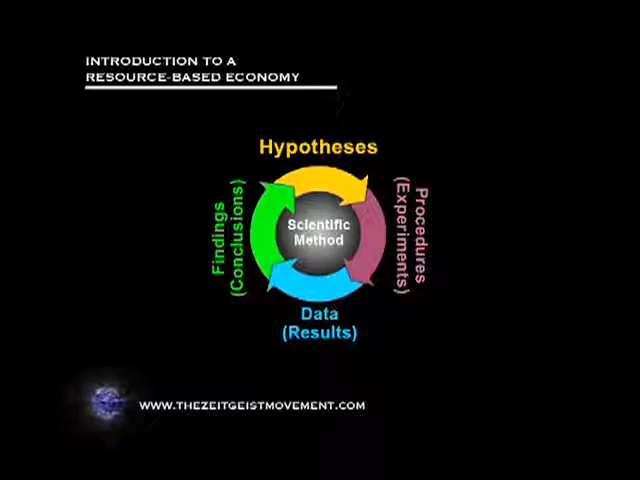 INTRODUCTION TO A
RESOURCE-BASED ECONOMY
Hypotheses
Procedures
(Experiments)
Scientific
Method
Findings
(Conclusions)
Data
(Results)
WWW.THEZEITGEISTMOVEMENT.COM